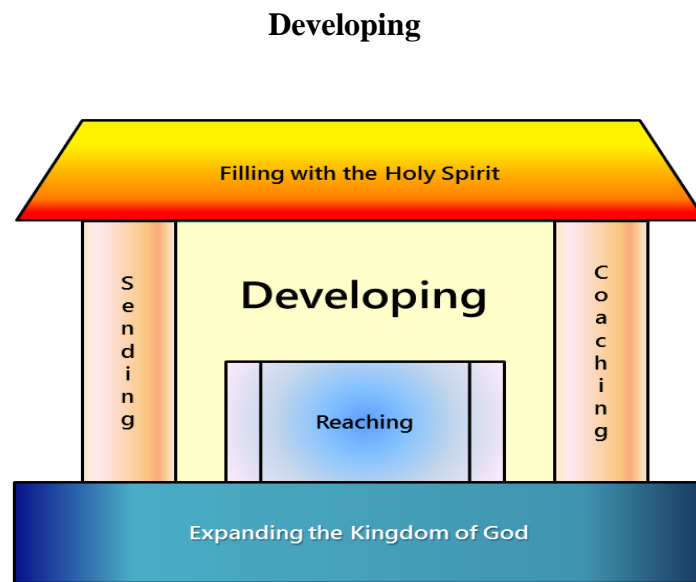 Developing
Filling with the Holy Spirit
Sending
Developing
Coaching
Reaching
Expanding the Kingdom of God